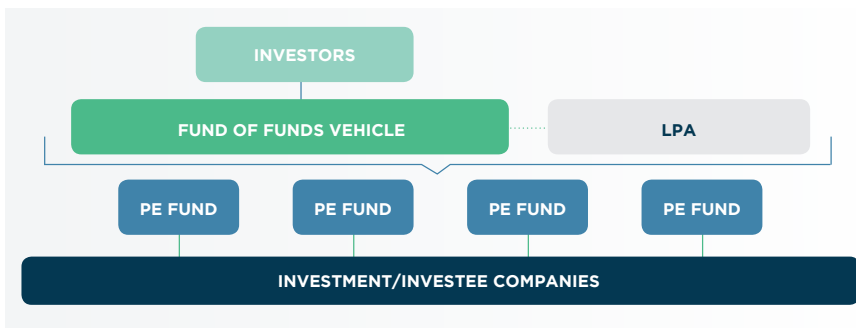 INVESTORS
FUND OF FUNDS VEHICLE
LPA
PE FUND
PE FUND
PE FUND
PE FUND
INVESTMENT/INVESTEE COMPANIES